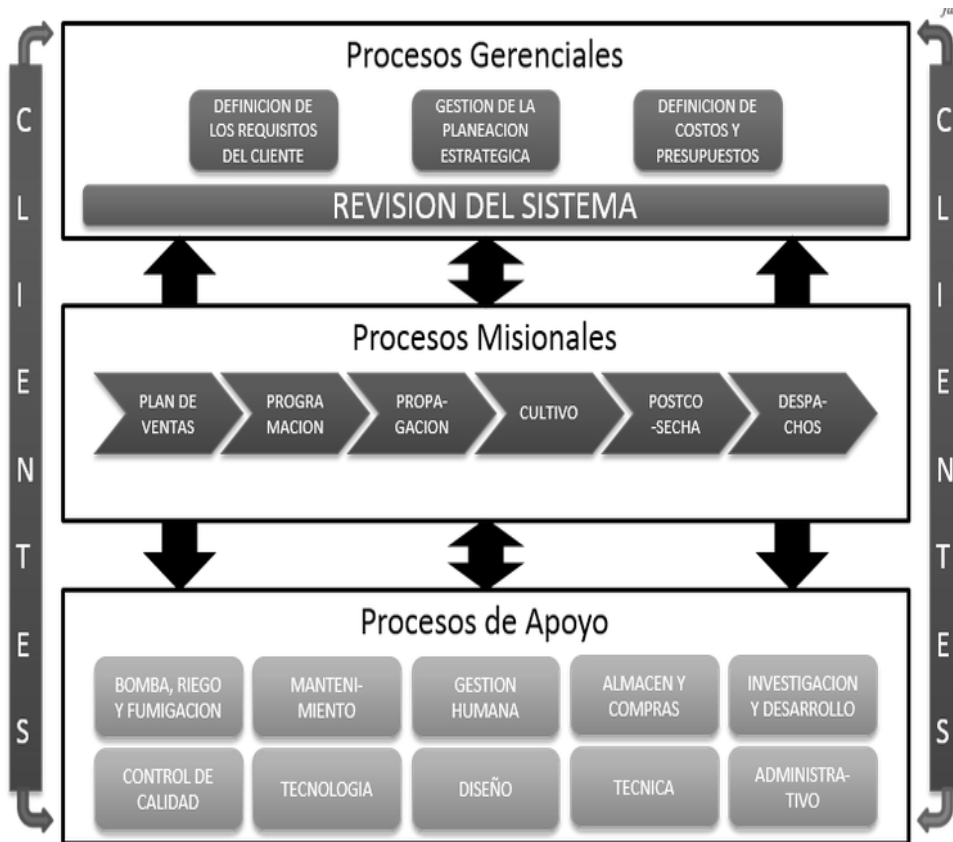 Procesos Gerenciales
DEFINICION DE
LOS REQUISITOS
DEL CLIENTE
GESTION DE LA
PLANEACION
ESTRATEGICA
DEFINICION DE
COSTOS Y
PRESUPUESTOS
REVISION DEL SISTEMA
CLIENTES
Procesos Misionales
PLAN DE
VENTAS
PROGRA
MACION
PROPA-
GACION
CULTIVO
POSTCO
-SECHA
DESPA-
CHOS
CLIENTES
Procesos de Apoyo
BOMBA, RIEGO
Y FUMIGACION
MANTENI-
MIENTO
GESTION
HUMANA
ALMACEN Y
COMPRAS
INVESTIGACION
Y DESARROLLO
CONTROL DE
CALIDAD
TECNOLOGIA
DISEÑO
TECNICA
ADMINISTRA-
TIVO